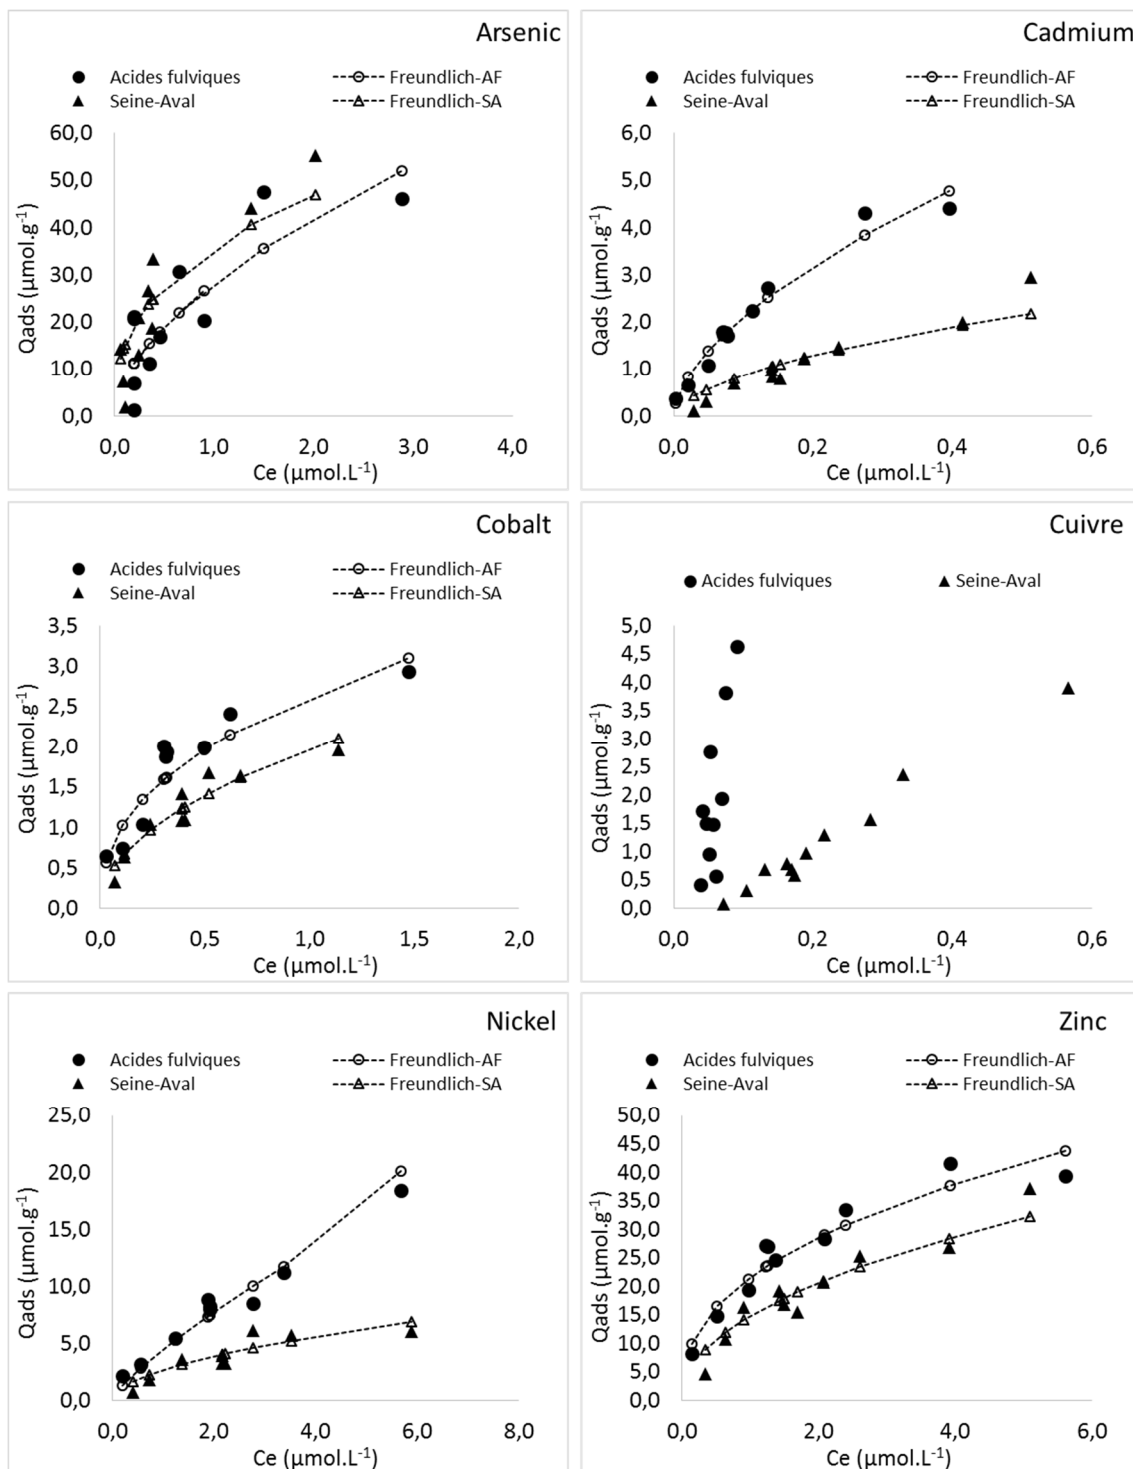 Arsenic
Acides fulviques Freundlich-AF
Seine-Aval Freundlich-SA
60,0
50,0
40,0
30,0
20,0
10,0
0,0
Qads (µmol.g⁻¹)
0,0 1,0 2,0 3,0 4,0
Ce (µmol.L⁻¹)
Cadmium
Acides fulviques Freundlich-AF
Seine-Aval Freundlich-SA
6,0
5,0
4,0
3,0
2,0
1,0
0,0
Qads (µmol.g⁻¹)
0,0 0,2 0,4 0,6
Ce (µmol.L⁻¹)
Cobalt
Acides fulviques Freundlich-AF
Seine-Aval Freundlich-SA
3,5
3,0
2,5
2,0
1,5
1,0
0,5
0,0
Qads (µmol.g⁻¹)
0,0 0,5 1,0 1,5 2,0
Ce (µmol.L⁻¹)
Cuivre
Acides fulviques Seine-Aval
5,0
4,5
4,0
3,5
3,0
2,5
2,0
1,5
1,0
0,5
0,0
Qads (µmol.g⁻¹)
0,0 0,2 0,4 0,6
Ce (µmol.L⁻¹)
Nickel
Acides fulviques Freundlich-AF
Seine-Aval Freundlich-SA
25,0
20,0
15,0
10,0
5,0
0,0
Qads (µmol.g⁻¹)
0,0 2,0 4,0 6,0 8,0
Ce (µmol.L⁻¹)
Zinc
Acides fulviques Freundlich-AF
Seine-Aval Freundlich-SA
50,0
45,0
40,0
35,0
30,0
25,0
20,0
15,0
10,0
5,0
0,0
Qads (µmol.g⁻¹)
0,0 2,0 4,0 6,0
Ce (µmol.L⁻¹)